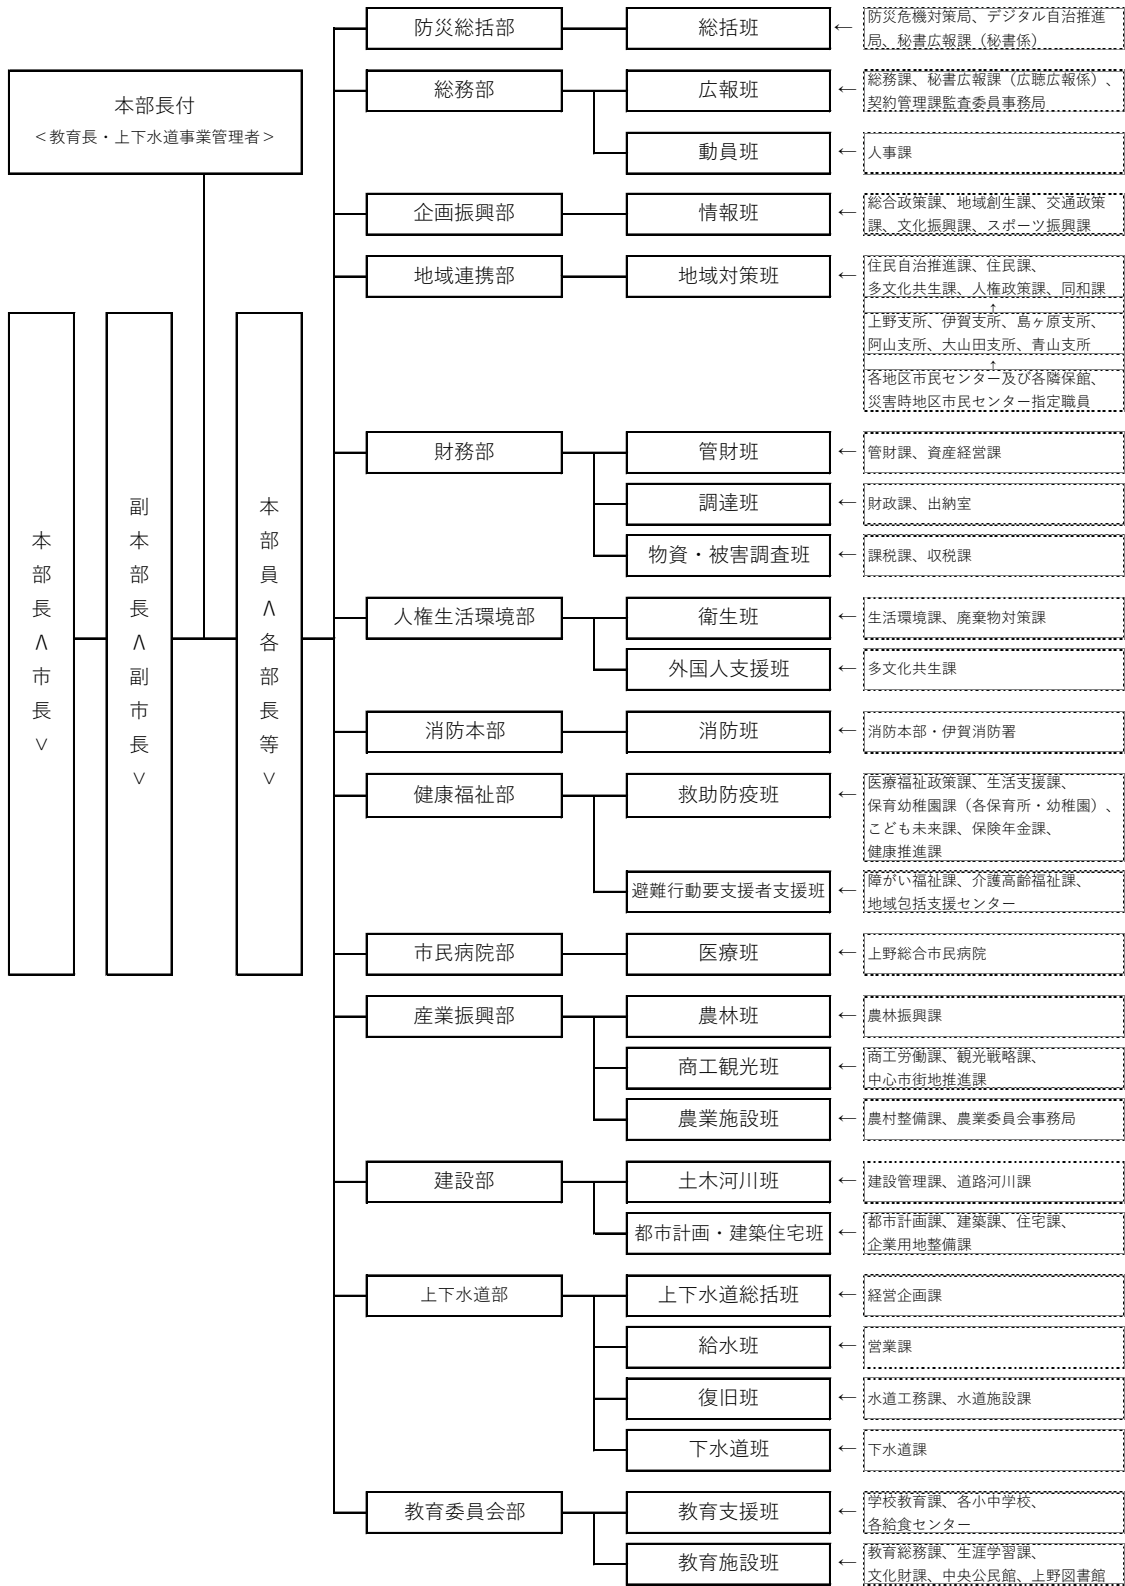 本部長付
＜教育長・上下水道事業管理者＞
本部長＜市長＞
副本部長＜副市長＞
本部員＜各部長等＞
防災総括部
総括班
←
防災危機対策局、デジタル自治推進
局、秘書広報課（秘書係）
総務部
広報班
←
総務課、秘書広報課（広聴広報係）、
契約管理課監査委員事務局
動員班
←
人事課
企画振興部
情報班
←
総合政策課、地域創生課、交通政策
課、文化振興課、スポーツ振興課
地域連携部
地域対策班
←
住民自治推進課、住民課、
多文化共生課、人権政策課、同和課
↑
上野支所、伊賀支所、島ヶ原支所、
阿山支所、大山田支所、青山支所
↑
各地区市民センター及び各隣保館、
災害時地区市民センター指定職員
財務部
管財班
←
管財課、資産経営課
調達班
←
財政課、出納室
物資・被害調査班
←
課税課、収税課
人権生活環境部
衛生班
←
生活環境課、廃棄物対策課
外国人支援班
←
多文化共生課
消防本部
消防班
←
消防本部・伊賀消防署
健康福祉部
救助防疫班
←
医療福祉政策課、生活支援課、
保育幼稚園課（各保育所・幼稚園）、
こども未来課、保険年金課、
健康推進課
避難行動要支援者支援班
←
障がい福祉課、介護高齢福祉課、
地域包括支援センター
市民病院部
医療班
←
上野総合市民病院
産業振興部
農林班
←
農林振興課
商工観光班
←
商工労働課、観光戦略課、
中心市街地推進課
農業施設班
←
農村整備課、農業委員会事務局
建設部
土木河川班
←
建設管理課、道路河川課
都市計画・建築住宅班
←
都市計画課、建築課、住宅課、
企業用地整備課
上下水道部
上下水道総括班
←
経営企画課
給水班
←
営業課
復旧班
←
水道工務課、水道施設課
下水道班
←
下水道課
教育委員会部
教育支援班
←
学校教育課、各小中学校、
各給食センター
教育施設班
←
教育総務課、生涯学習課、
文化財課、中央公民館、上野図書館